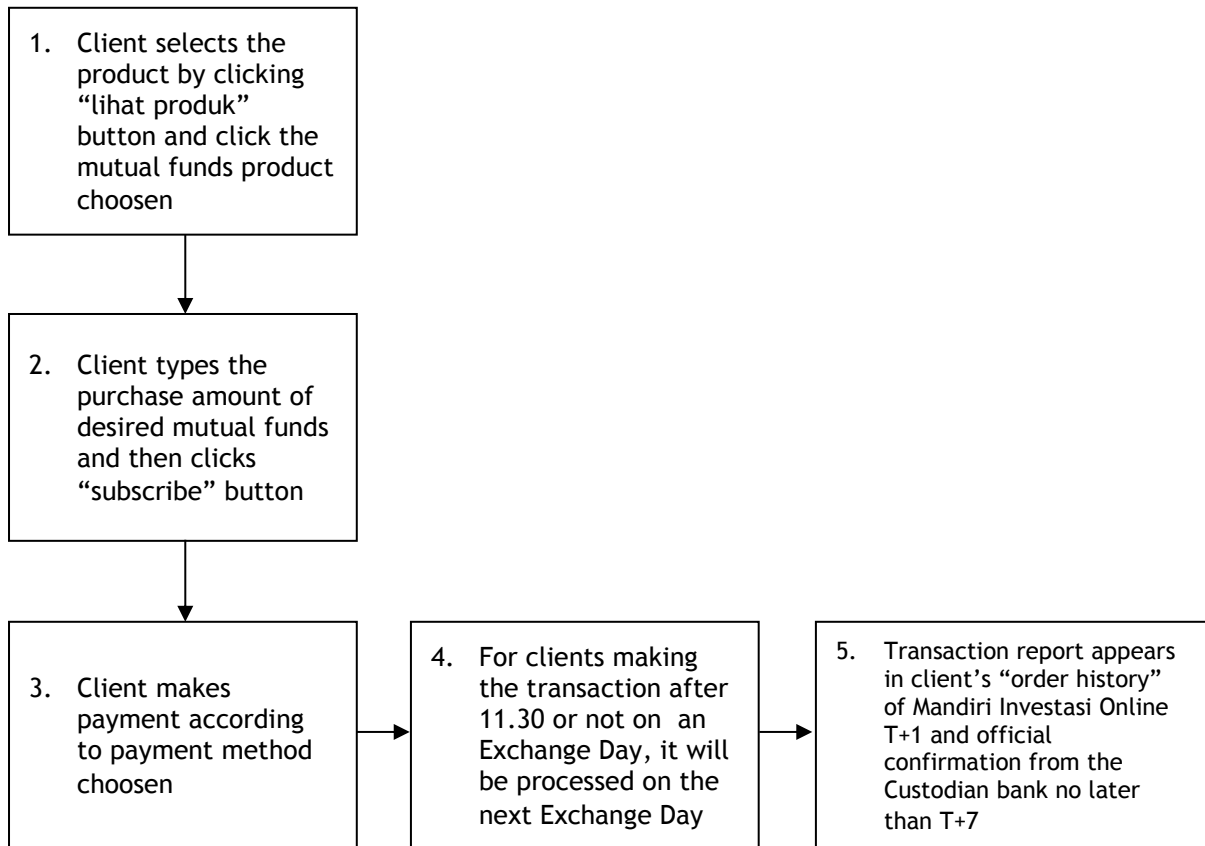 1. Client selects the
product by clicking
“lihat produk”
button and click the
mutual funds product
choosen
2. Client types the
purchase amount of
desired mutual funds
and then clicks
“subscribe” button
3. Client makes
payment according
to payment method
choosen
4. For clients making
the transaction after
11.30 or not on an
Exchange Day, it will
be processed on the
next Exchange Day
5. Transaction report appears
in client’s “order history”
of Mandiri Investasi Online
T+1 and official
confirmation from the
Custodian bank no later
than T+7